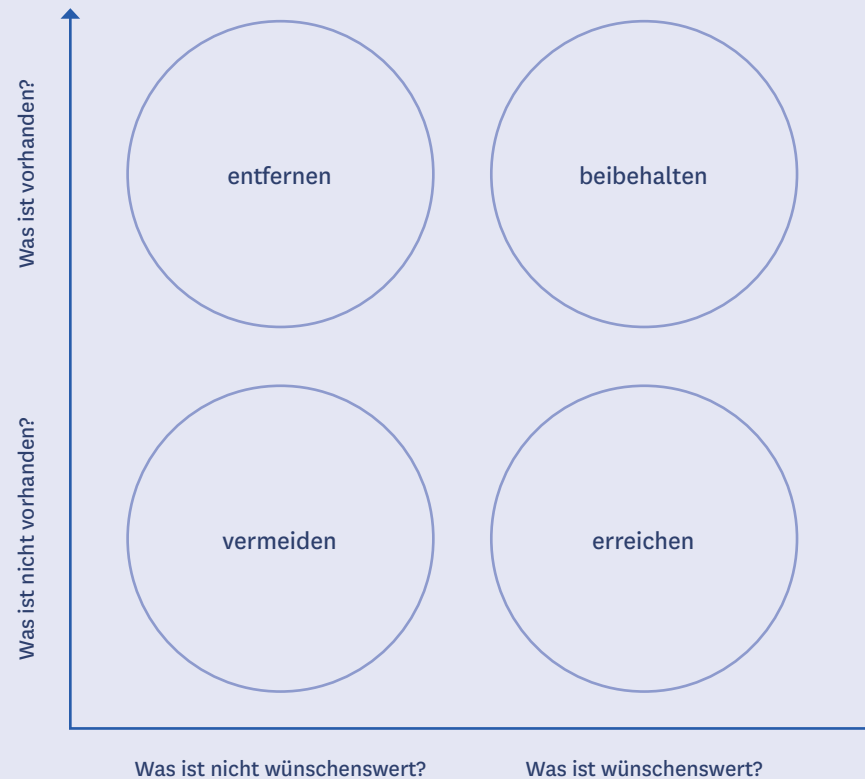 Was ist vorhanden?
entfernen
beibehalten
Was ist nicht vorhanden?
vermeiden
erreichen
Was ist nicht wünschenswert?
Was ist wünschenswert?